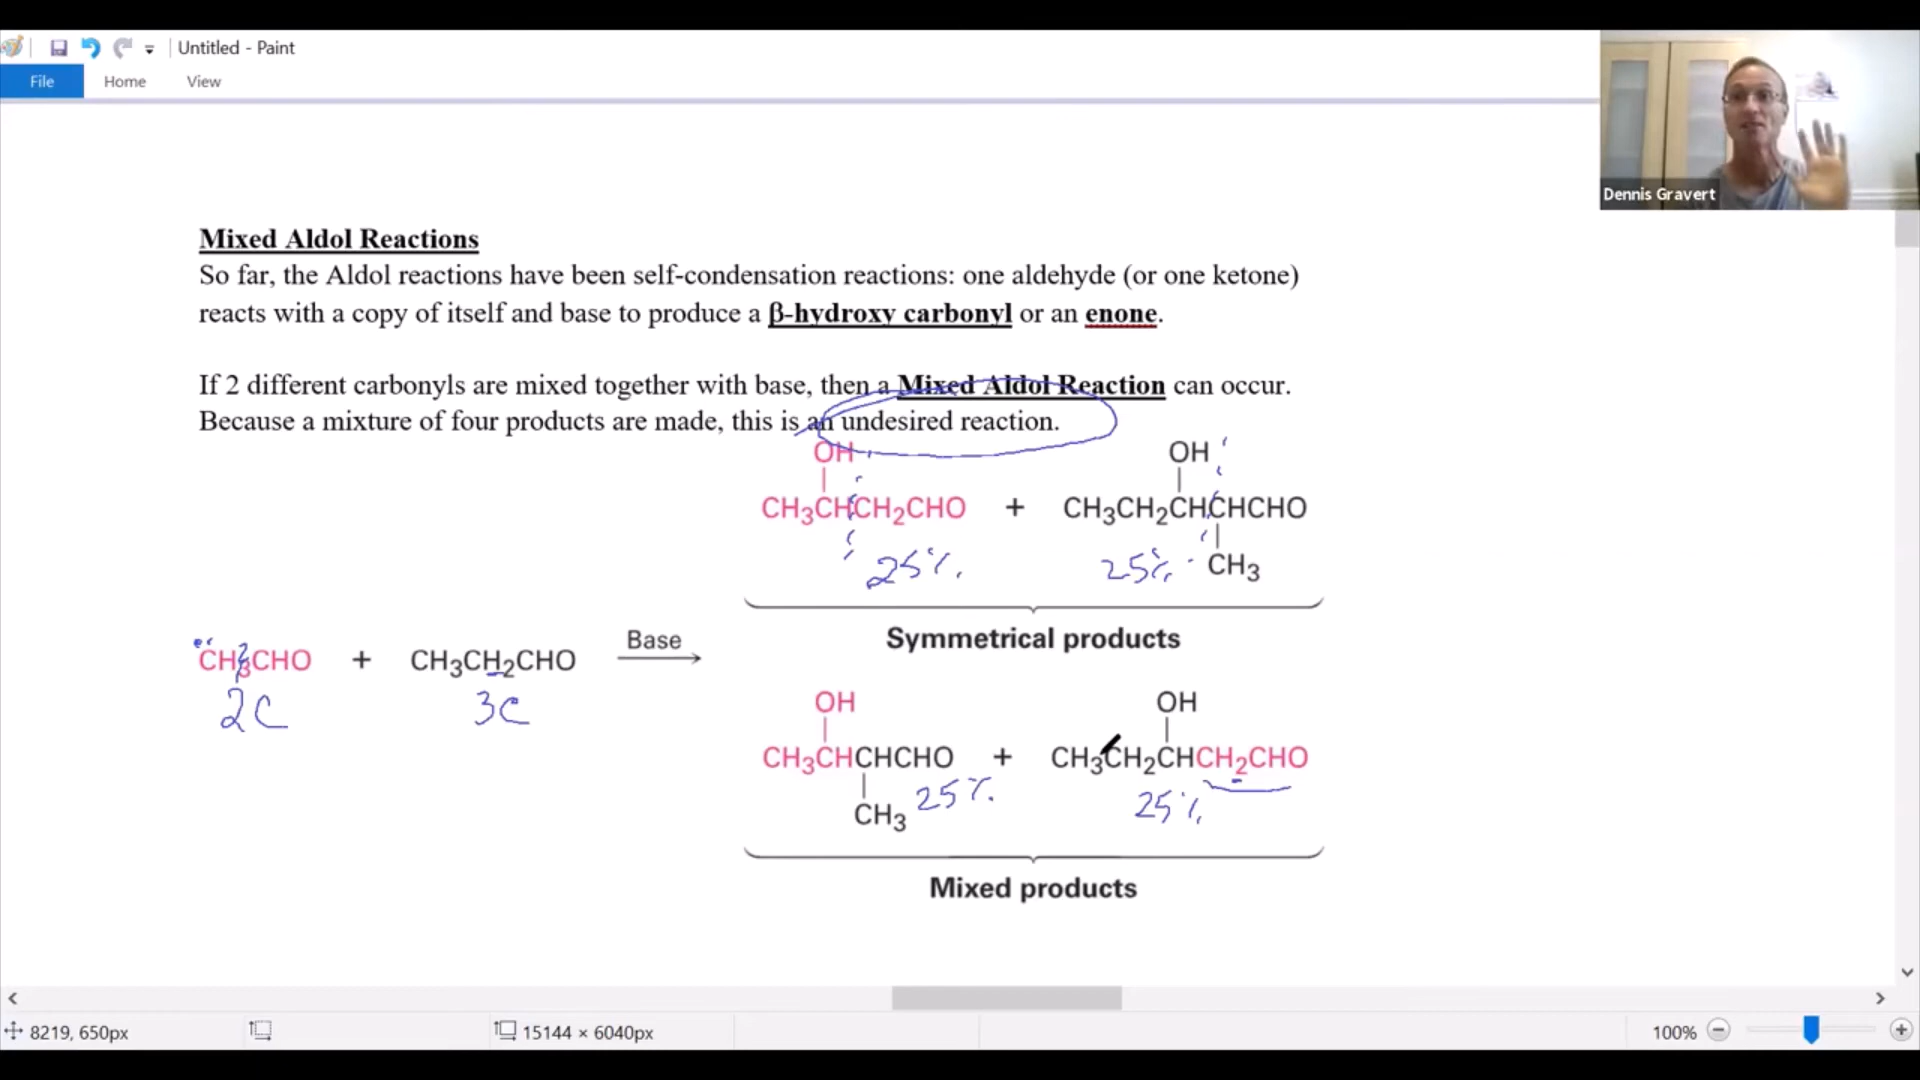 Untitled - Paint
File Home View
Dennis Gravert
Mixed Aldol Reactions
So far, the Aldol reactions have been self-condensation reactions: one aldehyde (or one ketone)
reacts with a copy of itself and base to produce a β-hydroxy carbonyl or an enone.
If 2 different carbonyls are mixed together with base, then a Mixed Aldol Reaction can occur.
Because a mixture of four products are made, this is an undesired reaction.
OH OH
CH3CHCH2CHO + CH3CH2CHCHCHO
25% 25% CH3
Symmetrical products
CH3CHO + CH3CH2CHO Base
2C 3C
OH OH
CH3CHCHCHO + CH3CH2CHCH2CHO
CH3 25% 25%
Mixed products
8219, 650px 15144 × 6040px 100%